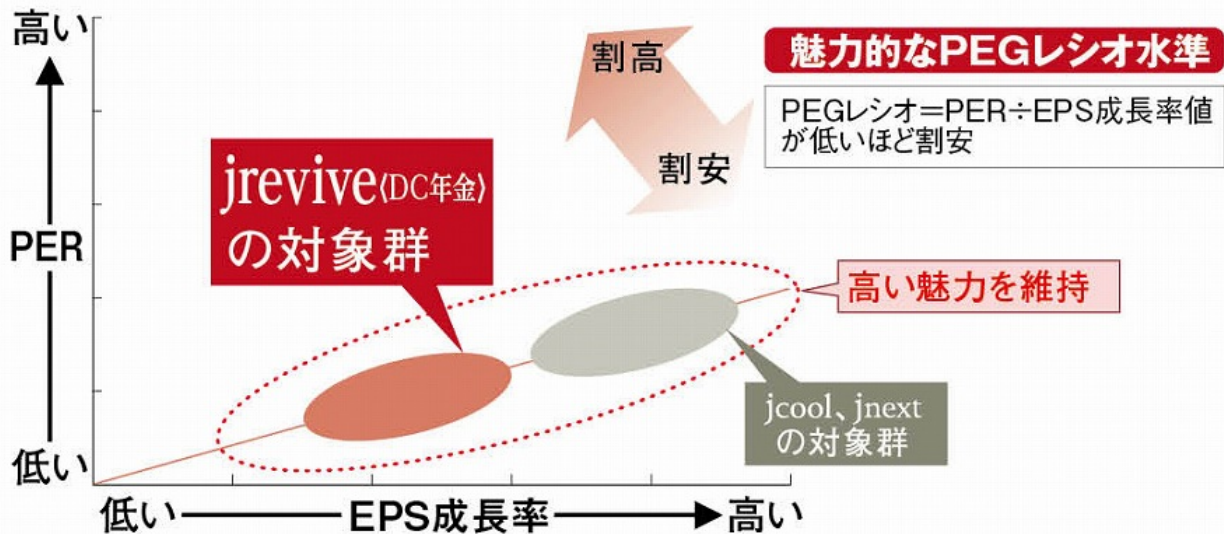 高い
PER
低い
低い
EPS成長率
高い
割高
割安
魅力的なPEGレシオ水準
PEGレシオ＝PER÷EPS成長率値
が低いほど割安
jrevive〈DC年金〉
の対象群
高い魅力を維持
jcool、jnext
の対象群